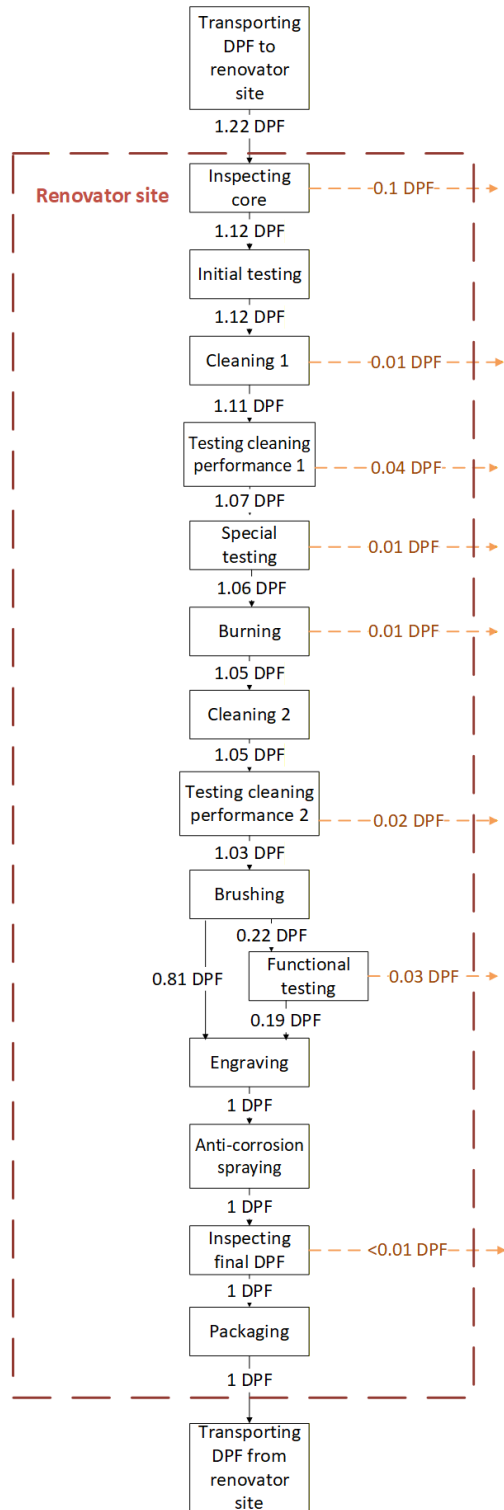 Transporting
DPF to
renovator
site
1.22 DPF
Renovator site
Inspecting
core
0.1 DPF
1.12 DPF
Initial testing
1.12 DPF
Cleaning 1
0.01 DPF
1.11 DPF
Testing cleaning
performance 1
0.04 DPF
1.07 DPF
Special
testing
0.01 DPF
1.06 DPF
Burning
0.01 DPF
1.05 DPF
Cleaning 2
1.05 DPF
Testing cleaning
performance 2
0.02 DPF
1.03 DPF
Brushing
0.22 DPF
0.81 DPF
Functional
testing
0.03 DPF
0.19 DPF
Engraving
1 DPF
Anti-corrosion
spraying
1 DPF
Inspecting
final DPF
<0.01 DPF
1 DPF
Packaging
1 DPF
Transporting
DPF from
renovator
site